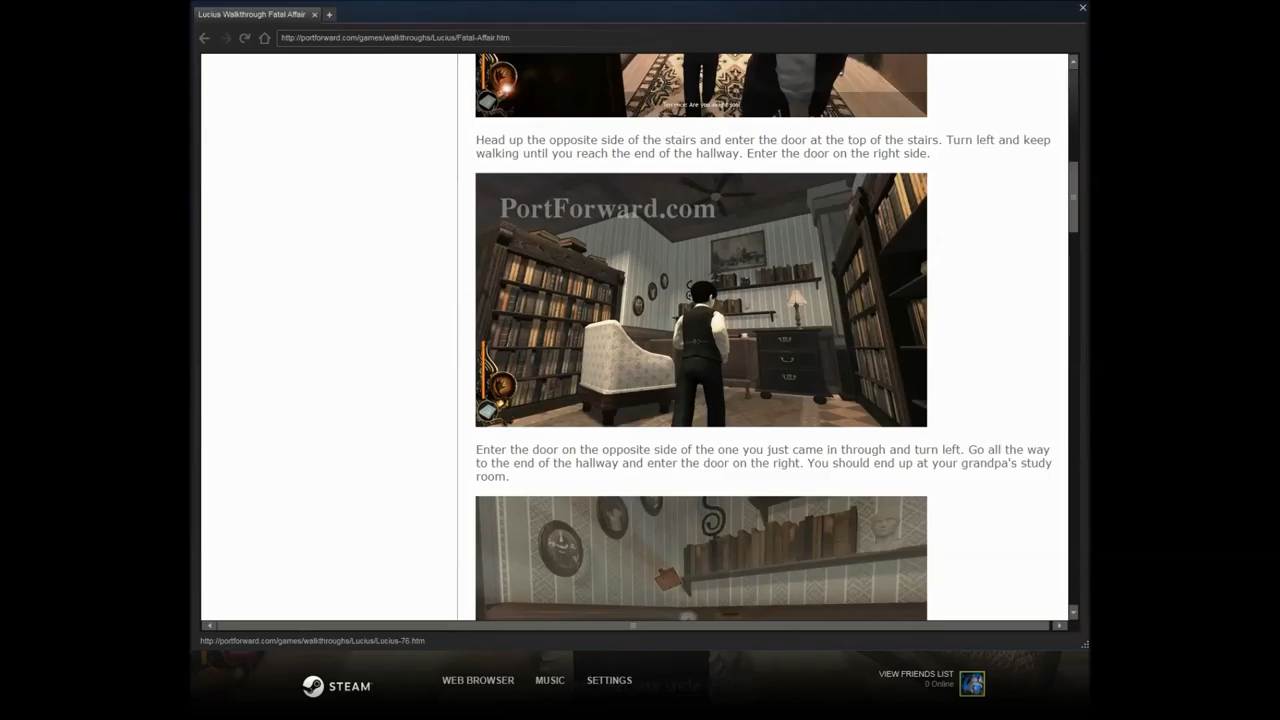 Lucius Walkthrough Fatal Affair
http://portforward.com/games/walkthroughs/Lucius/Fatal-Affair.htm
Terrence: Are you alright son?
Head up the opposite side of the stairs and enter the door at the top of the stairs. Turn left and keep
walking until you reach the end of the hallway. Enter the door on the right side.
PortForward.com
Enter the door on the opposite side of the one you just came in through and turn left. Go all the way
to the end of the hallway and enter the door on the right. You should end up at your grandpa's study
room.
http://portforward.com/games/walkthroughs/Lucius/Lucius-76.htm
STEAM
WEB BROWSER
MUSIC
SETTINGS
VIEW FRIENDS LIST
0 Online